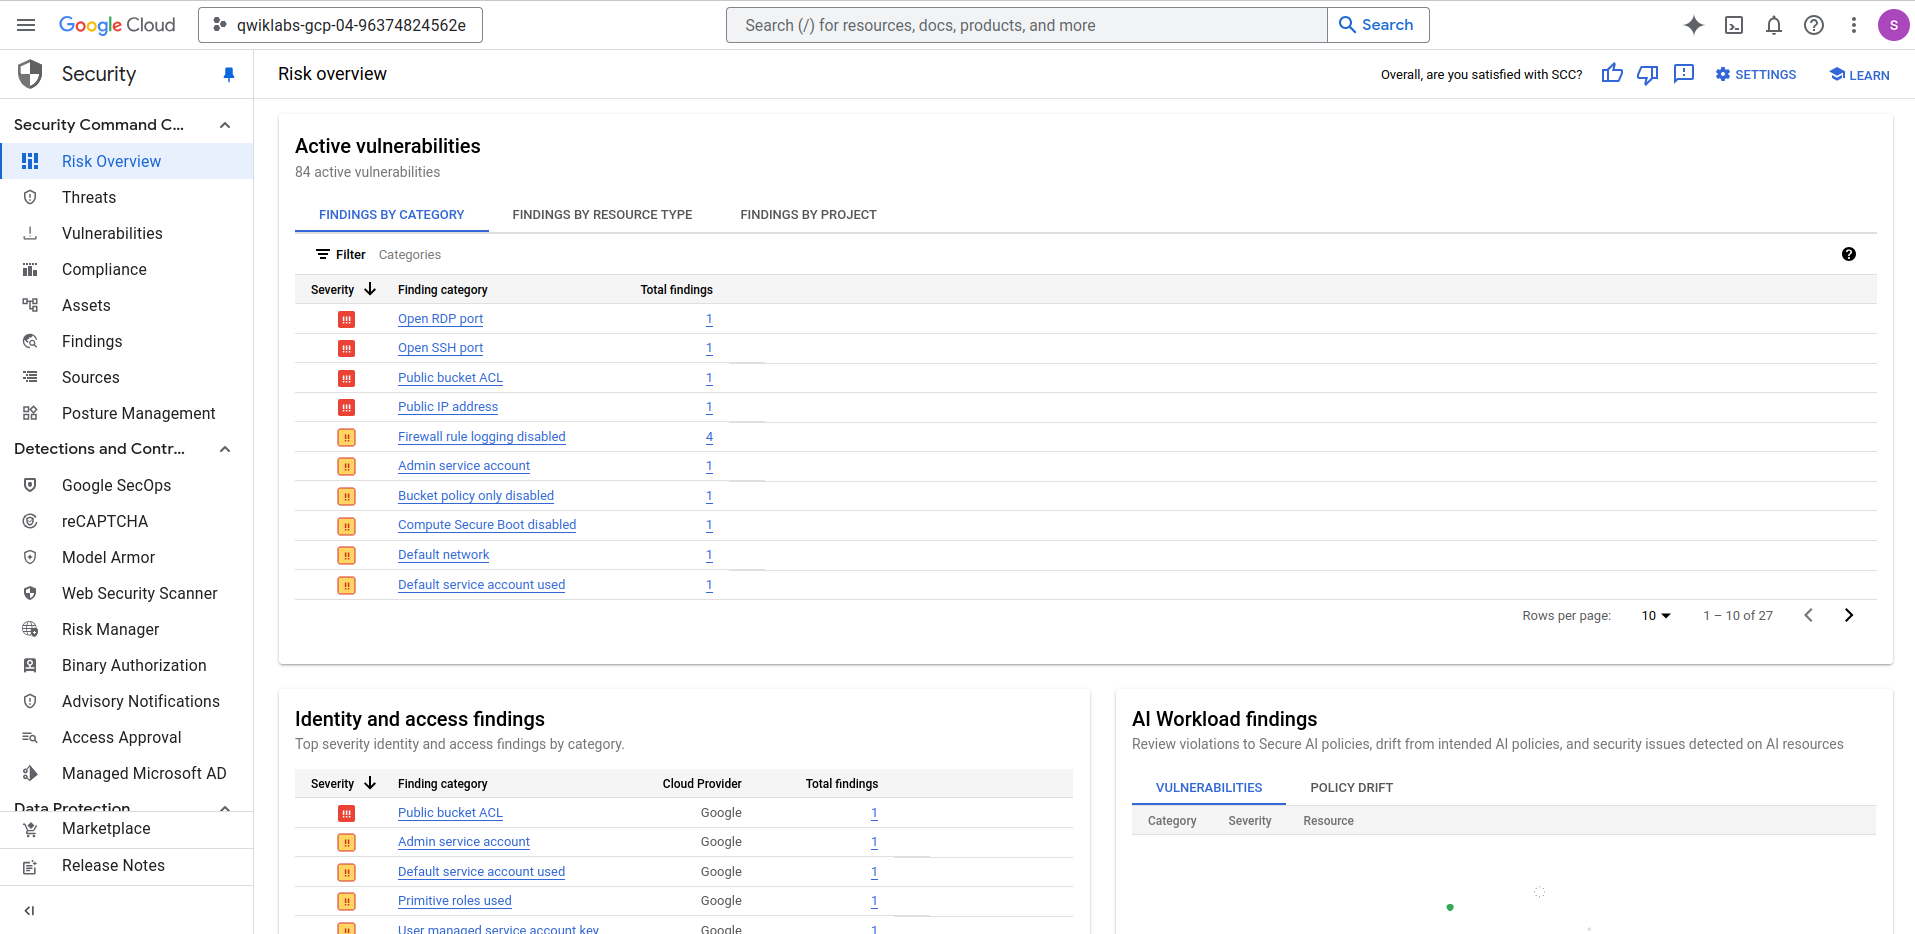 Google Cloud
qwiklabs-gcp-04-96374824562e
Search (/) for resources, docs, products, and more
Search
S
Security
Risk overview
Overall, are you satisfied with SCC?
SETTINGS
LEARN
Security Command C...
Risk Overview
Threats
Vulnerabilities
Compliance
Assets
Findings
Sources
Posture Management
Detections and Contr...
Google SecOps
reCAPTCHA
Model Armor
Web Security Scanner
Risk Manager
Binary Authorization
Advisory Notifications
Access Approval
Managed Microsoft AD
Data Protection
Marketplace
Release Notes
Active vulnerabilities
84 active vulnerabilities
FINDINGS BY CATEGORY
FINDINGS BY RESOURCE TYPE
FINDINGS BY PROJECT
Filter Categories
Severity Finding category Total findings
Open RDP port 1
Open SSH port 1
Public bucket ACL 1
Public IP address 1
Firewall rule logging disabled 4
Admin service account 1
Bucket policy only disabled 1
Compute Secure Boot disabled 1
Default network 1
Default service account used 1
Rows per page: 10 1 – 10 of 27
Identity and access findings
Top severity identity and access findings by category.
Severity Finding category Cloud Provider Total findings
Public bucket ACL Google 1
Admin service account Google 1
Default service account used Google 1
Primitive roles used Google 1
User managed service account key Google 1
AI Workload findings
Review violations to Secure AI policies, drift from intended AI policies, and security issues detected on AI resources
VULNERABILITIES
POLICY DRIFT
Category Severity Resource